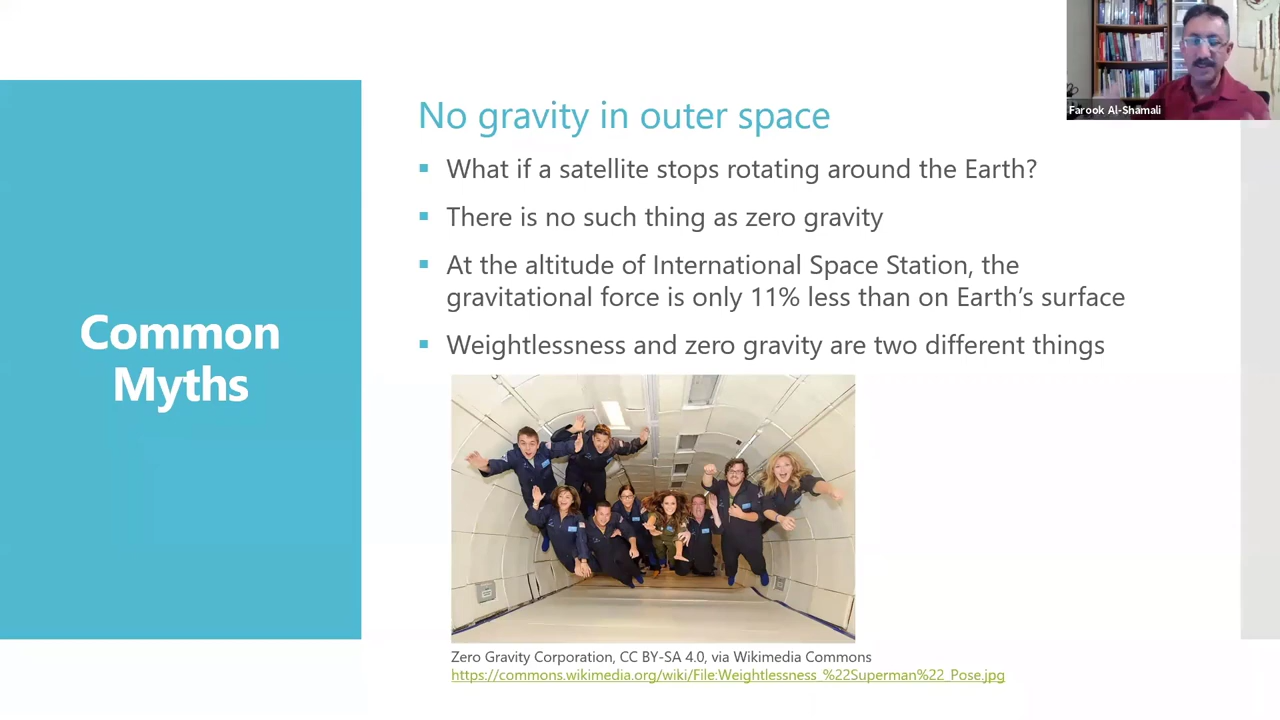 Farook Al-Shamali
Common
Myths
No gravity in outer space
▪ What if a satellite stops rotating around the Earth?
▪ There is no such thing as zero gravity
▪ At the altitude of International Space Station, the
gravitational force is only 11% less than on Earth’s surface
▪ Weightlessness and zero gravity are two different things
Zero Gravity Corporation, CC BY-SA 4.0, via Wikimedia Commons
https://commons.wikimedia.org/wiki/File:Weightlessness_%22Superman%22_Pose.jpg